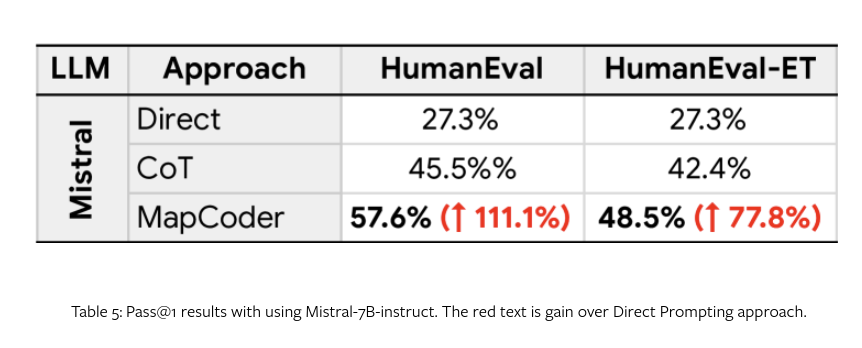 LLM Approach HumanEval HumanEval-ET
Mistral
Direct 27.3% 27.3%
CoT 45.5%% 42.4%
MapCoder 57.6% (↑ 111.1%) 48.5% (↑ 77.8%)
Table 5: Pass@1 results with using Mistral-7B-instruct. The red text is gain over Direct Prompting approach.